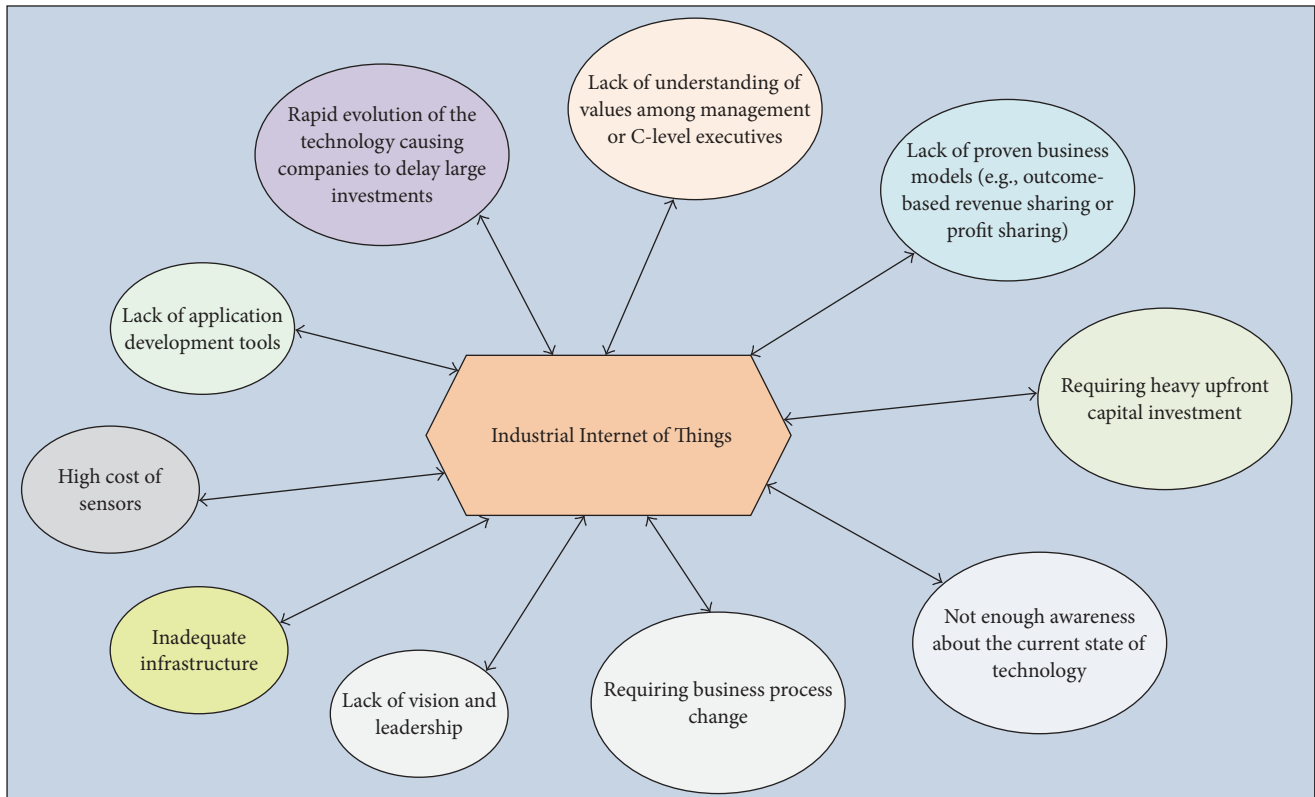 Lack of understanding of
values among management
or C-level executives
Rapid evolution of the
technology causing
companies to delay large
investments
Lack of proven business
models (e.g., outcome-
based revenue sharing or
profit sharing)
Lack of application
development tools
Requiring heavy upfront
capital investment
Industrial Internet of Things
High cost of
sensors
Not enough awareness
about the current state of
technology
Inadequate
infrastructure
Lack of vision and
leadership
Requiring business process
change